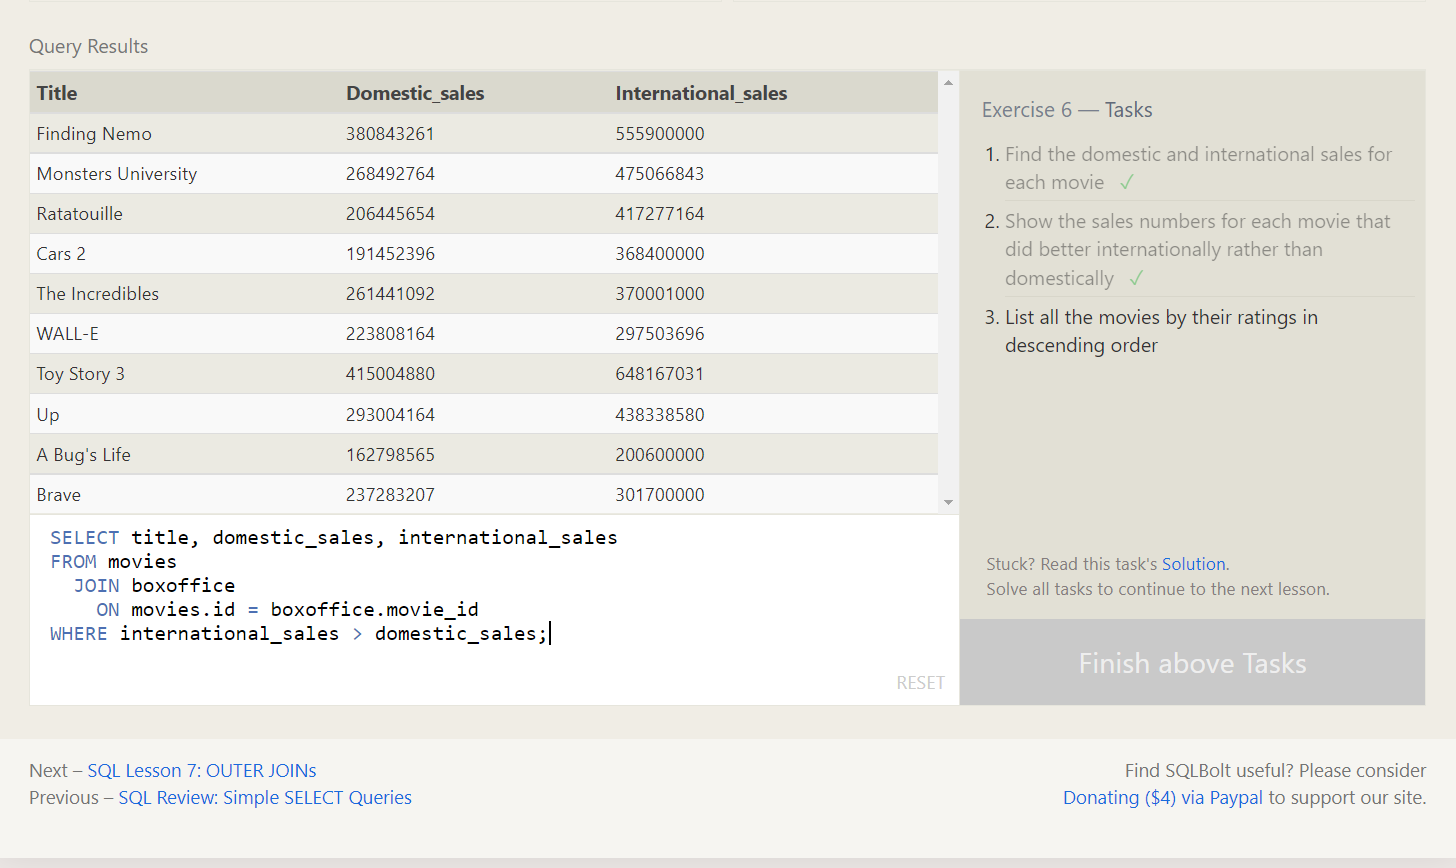 Query Results
Title Domestic_sales International_sales
Finding Nemo 380843261 555900000
Monsters University 268492764 475066843
Ratatouille 206445654 417277164
Cars 2 191452396 368400000
The Incredibles 261441092 370001000
WALL-E 223808164 297503696
Toy Story 3 415004880 648167031
Up 293004164 438338580
A Bug's Life 162798565 200600000
Brave 237283207 301700000
SELECT title, domestic_sales, international_sales
FROM movies
JOIN boxoffice
ON movies.id = boxoffice.movie_id
WHERE international_sales > domestic_sales;
RESET
Exercise 6 — Tasks
1. Find the domestic and international sales for
each movie ✓
2. Show the sales numbers for each movie that
did better internationally rather than
domestically ✓
3. List all the movies by their ratings in
descending order
Stuck? Read this task's Solution.
Solve all tasks to continue to the next lesson.
Finish above Tasks
Next – SQL Lesson 7: OUTER JOINs
Previous – SQL Review: Simple SELECT Queries
Find SQLBolt useful? Please consider
Donating ($4) via Paypal to support our site.